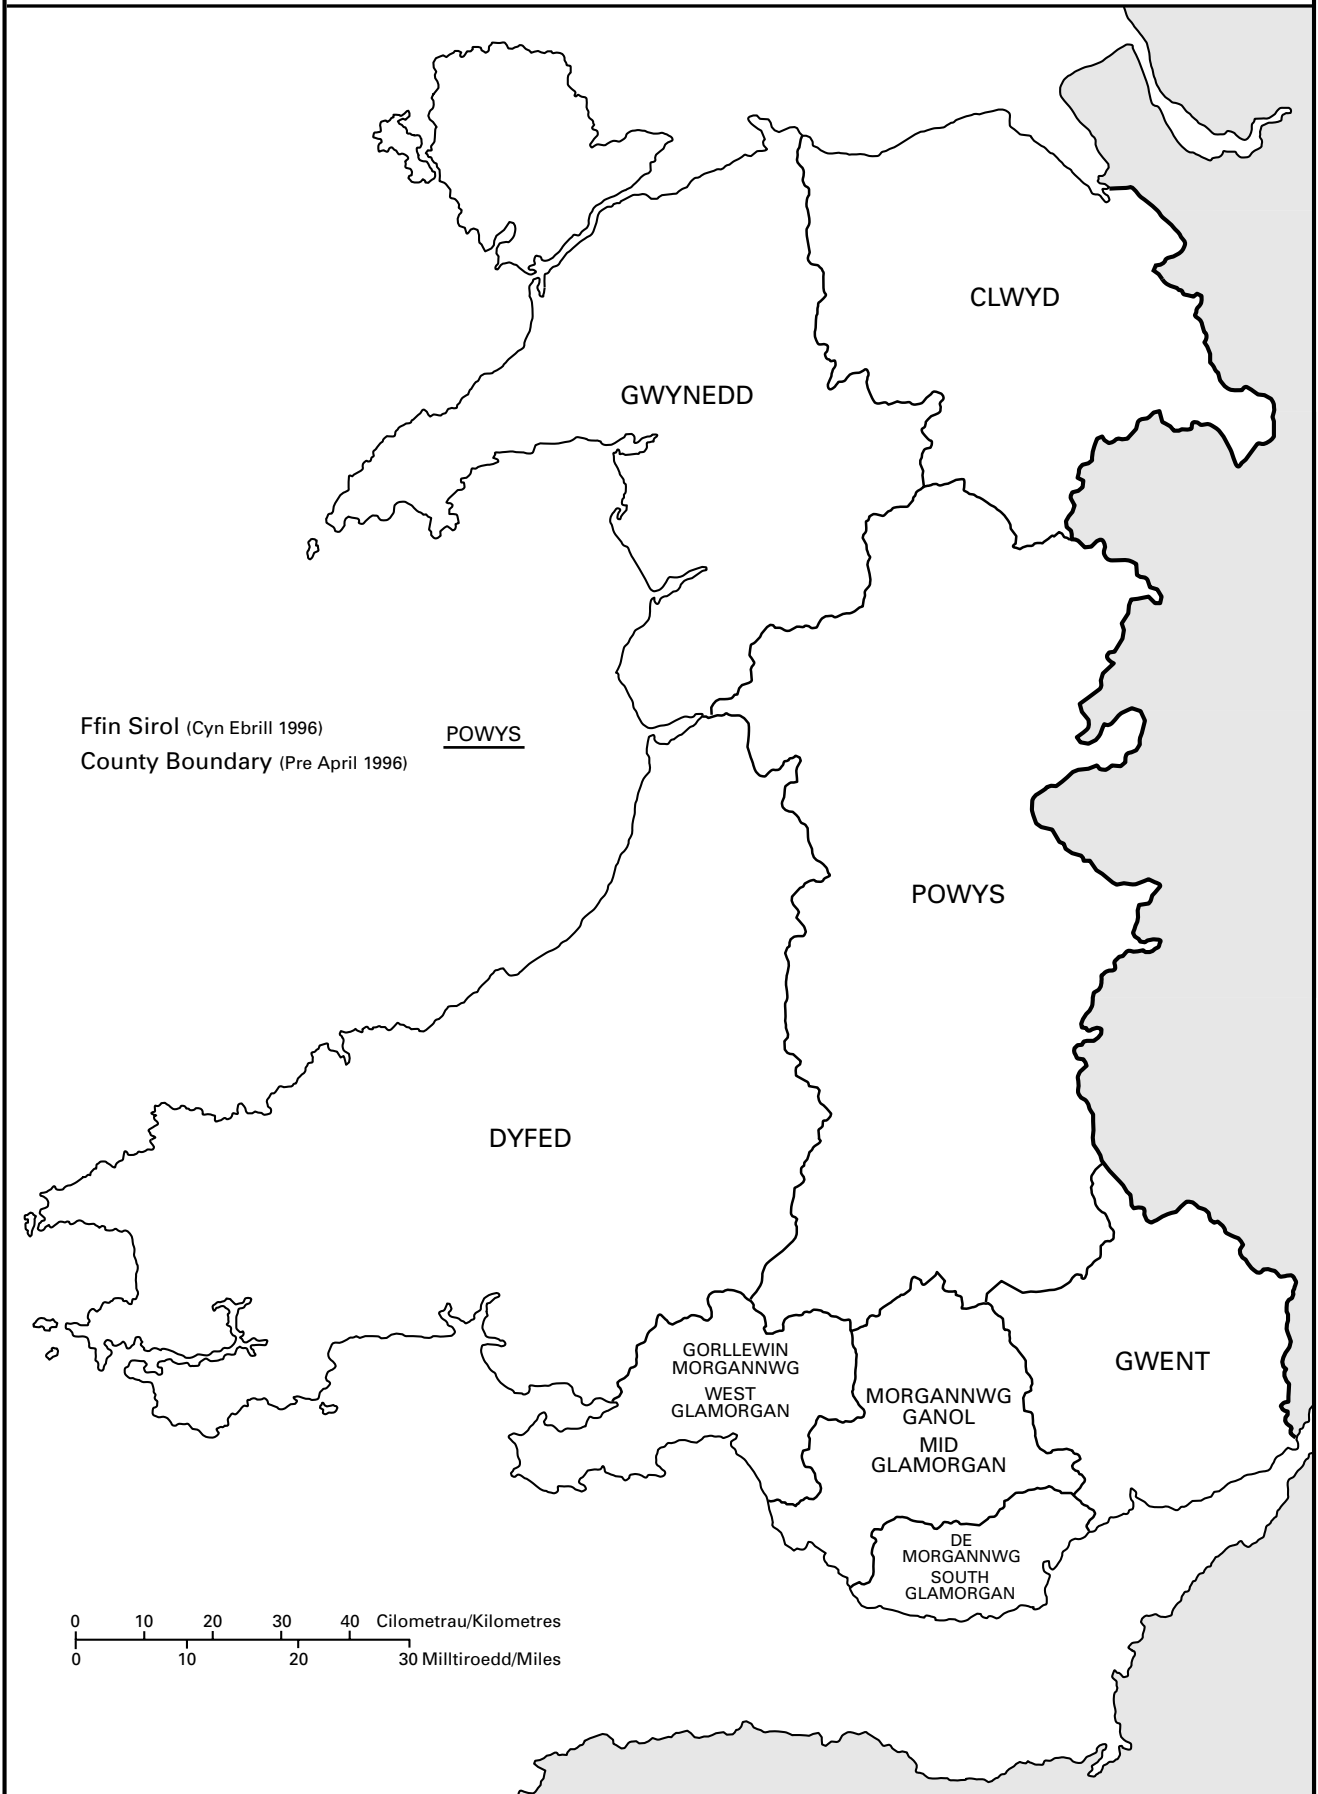 CLWYD
GWYNEDD
Ffin Sirol (Cyn Ebrill 1996)
County Boundary (Pre April 1996)
POWYS
POWYS
DYFED
GORLLEWIN
MORGANNWG
WEST
GLAMORGAN
MORGANNWG
GANOL
MID
GLAMORGAN
GWENT
DE
MORGANNWG
SOUTH
GLAMORGAN
0 10 20 30 40 Cilometrau/Kilometres
0 10 20 30 Milltiroedd/Miles